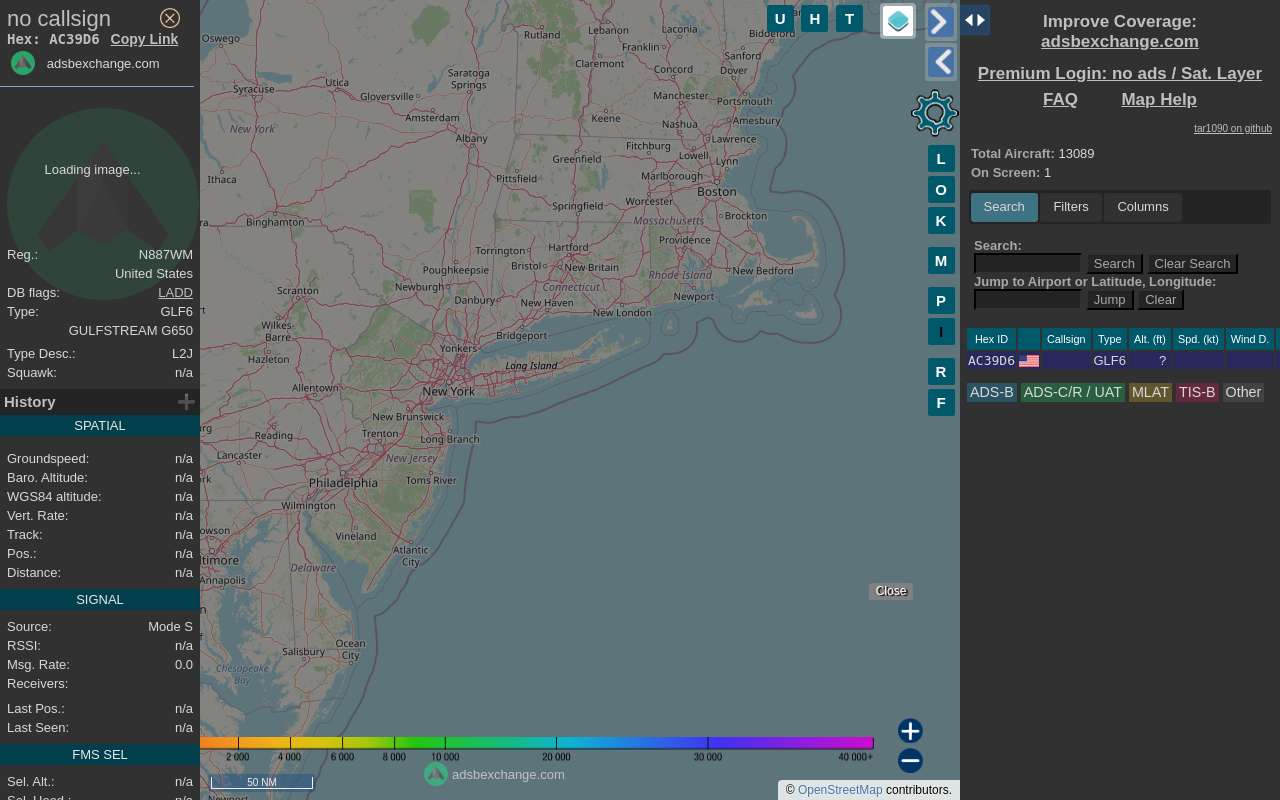 no callsign
Hex: AC39D6 Copy Link
adsbexchange.com
Loading image...
Reg.: N887WM
United States
DB flags: LADD
Type: GLF6
GULFSTREAM G650
Type Desc.: L2J
Squawk: n/a
History
SPATIAL
Groundspeed: n/a
Baro. Altitude: n/a
WGS84 altitude: n/a
Vert. Rate: n/a
Track: n/a
Pos.: n/a
Distance: n/a
SIGNAL
Source: Mode S
RSSI: n/a
Msg. Rate: 0.0
Receivers:
Last Pos.: n/a
Last Seen: n/a
FMS SEL
Sel. Alt.: n/a
Sel. Head.: n/a
Oswego
Syracuse
Utica
Gloversville
Amsterdam
Saratoga
Springs
Rutland
Lebanon
Laconia
Franklin
Claremont
Concord
Sanford
Dover
Biddeford
Manchester
Portsmouth
Amesbury
Keene
Nashua
Lawrence
New York
Albany
Fitchburg
Lowell
Lynn
Greenfield
Pittsfield
Marlborough
Boston
Ithaca
Binghamton
Springfield
Worcester
Brockton
Massachusetts
Torrington
Hartford
Providence
Bristol
New Britain
Poughkeepsie
Rhode Island
New Bedford
Connecticut
Newburgh
Scranton
Danbury
New Haven
New London
Newport
Wilkes-
Barre
Bridgeport
Hazleton
Yonkers
Long Island
Allentown
New York
New Brunswick
Reading
Trenton
Long Branch
Lancaster
New Jersey
Philadelphia
Toms River
Wilmington
Vineland
Atlantic
City
Annapolis
Delaware
Ocean
City
Salisbury
Chesapeake
Bay
Newport
U H T
L
O
K
M
P
I
R
F
Close
2 000 4 000 6 000 8 000 10 000 20 000 30 000 40 000+
50 NM
adsbexchange.com
© OpenStreetMap contributors.
Improve Coverage:
adsbexchange.com
Premium Login: no ads / Sat. Layer
FAQ Map Help
tar1090 on github
Total Aircraft: 13089
On Screen: 1
Search Filters Columns
Search:
Search Clear Search
Jump to Airport or Latitude, Longitude:
Jump Clear
Hex ID Callsign Type Alt. (ft) Spd. (kt) Wind D.
AC39D6 GLF6 ?
ADS-B ADS-C/R / UAT MLAT TIS-B Other